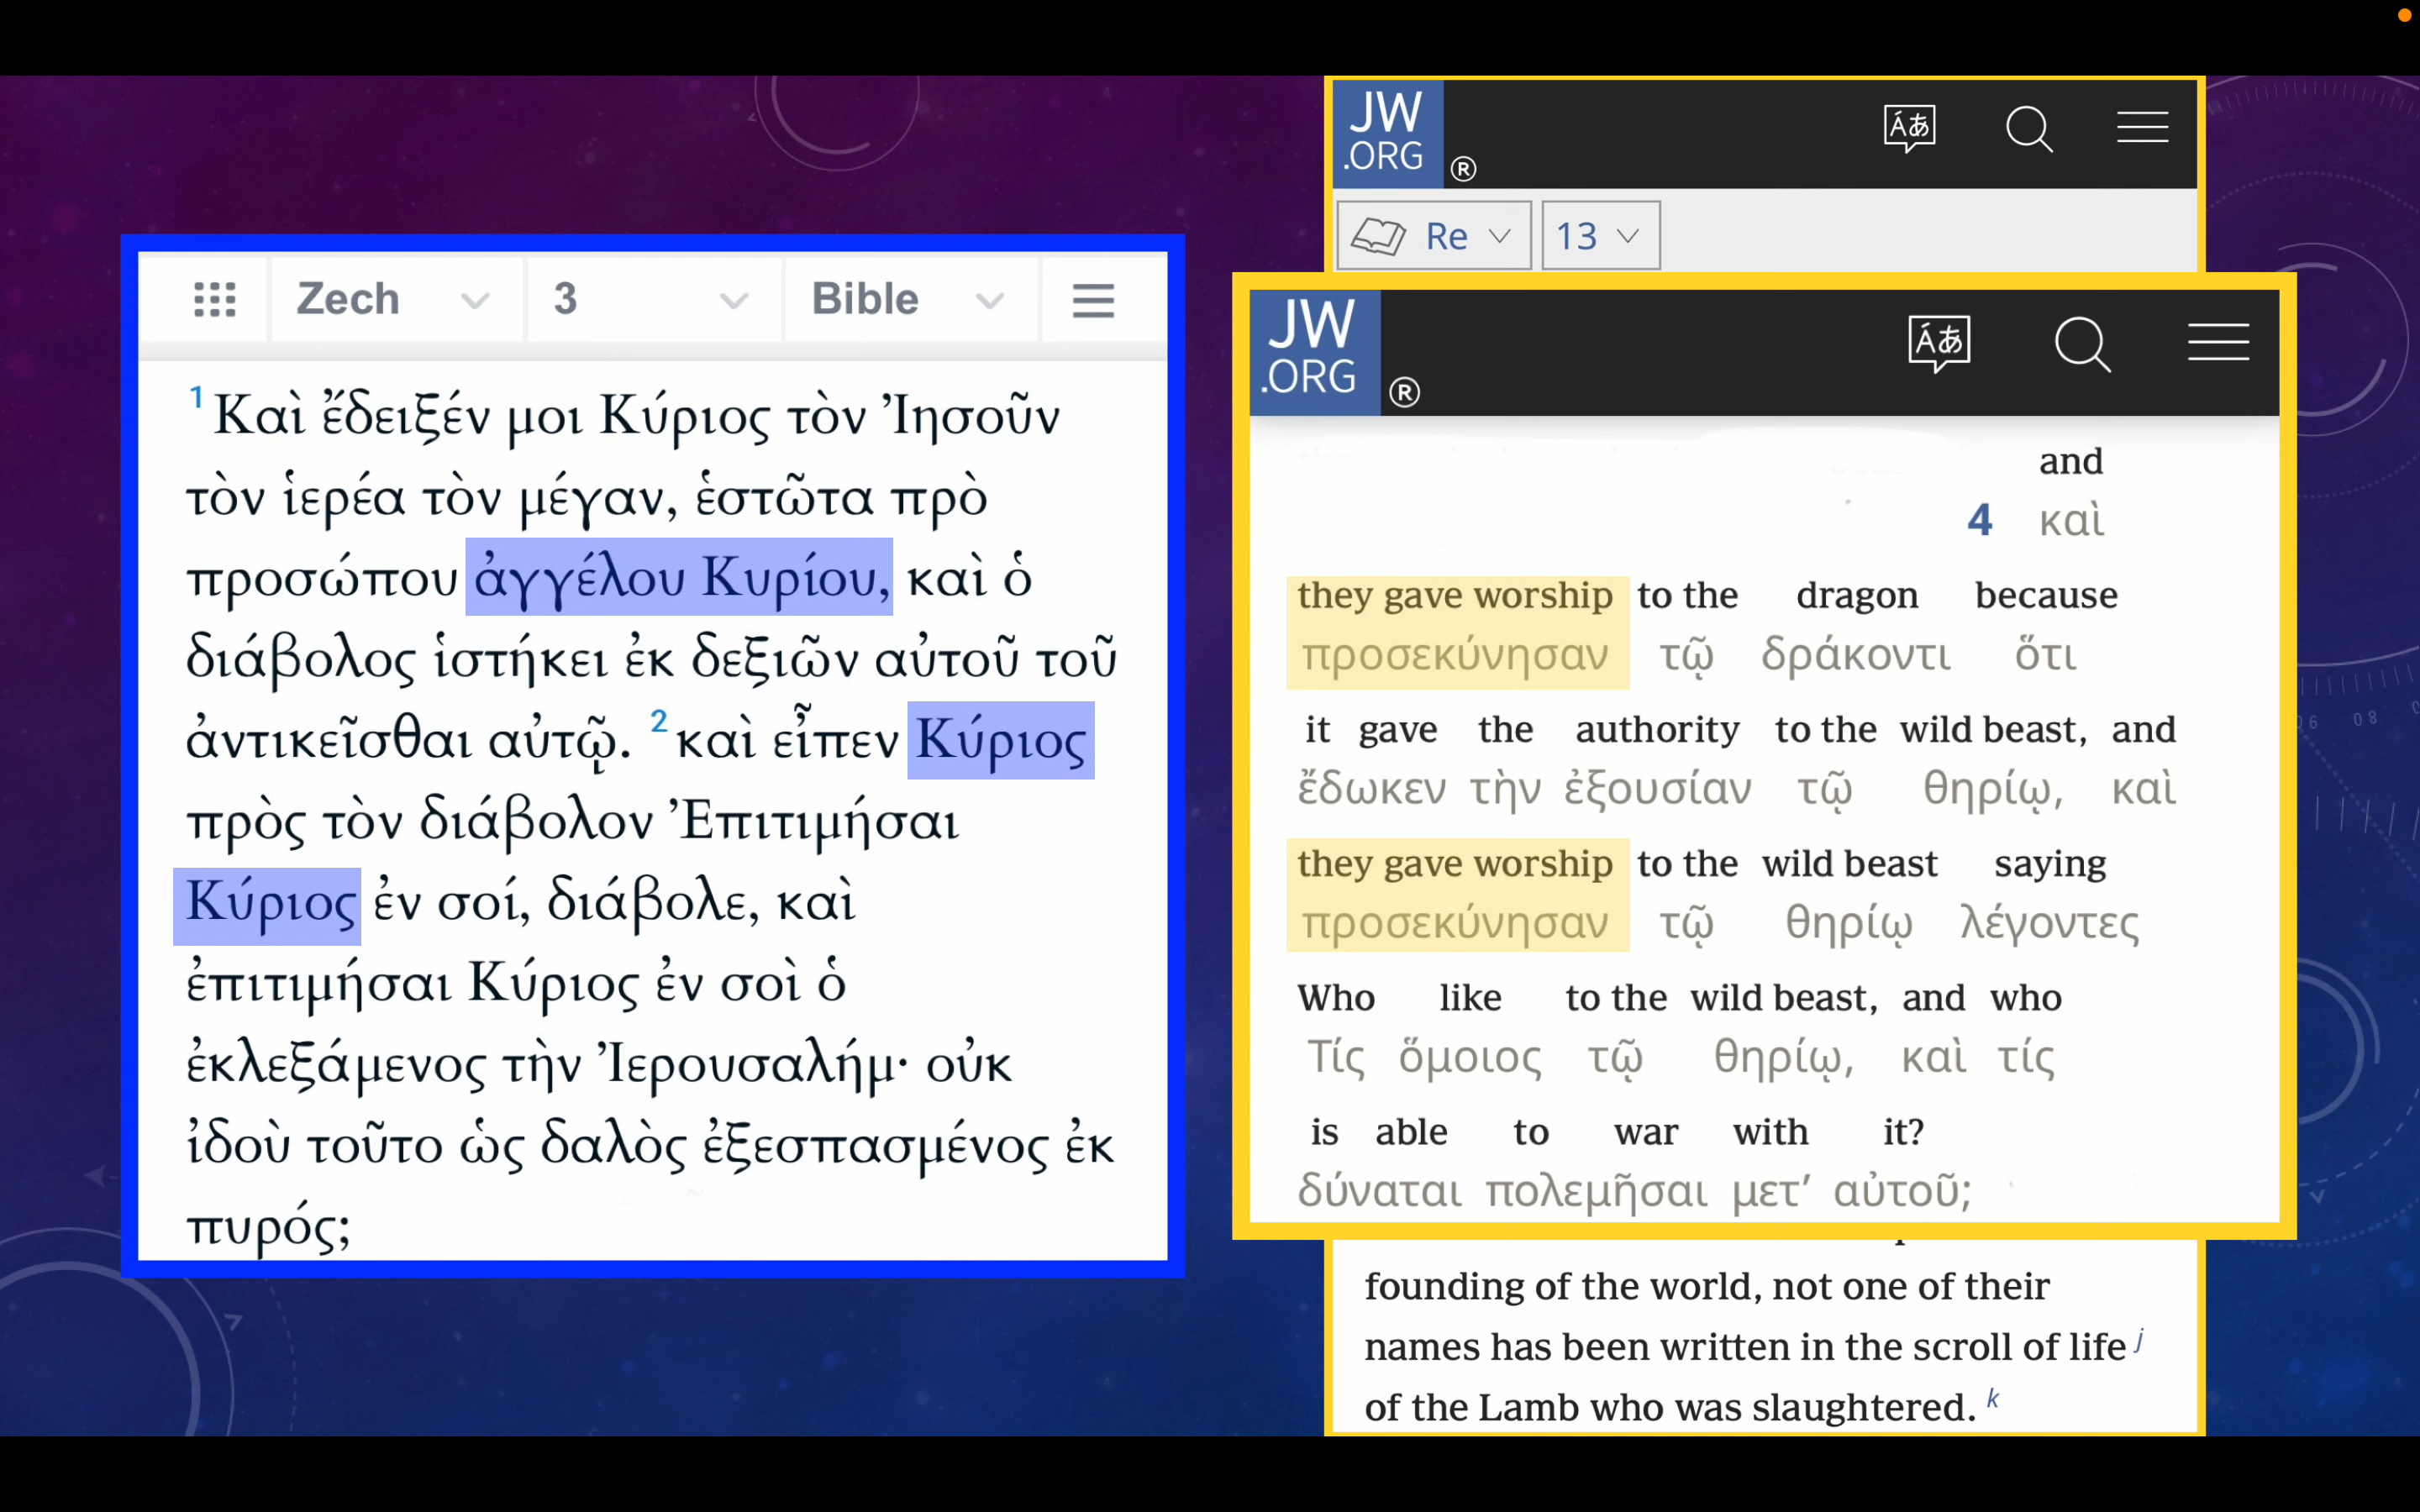 Zech 3 Bible
1 Καὶ ἔδειξέν μοι Κύριος τὸν Ἰησοῦν
τὸν ἱερέα τὸν μέγαν, ἑστῶτα πρὸ
προσώπου ἀγγέλου Κυρίου, καὶ ὁ
διάβολος ἱστήκει ἐκ δεξιῶν αὐτοῦ τοῦ
ἀντικεῖσθαι αὐτῷ. 2 καὶ εἶπεν Κύριος
πρὸς τὸν διάβολον Ἐπιτιμήσαι
Κύριος ἐν σοί, διάβολε, καὶ
ἐπιτιμήσαι Κύριος ἐν σοὶ ὁ
ἐκλεξάμενος τὴν Ἰερουσαλήμ· οὐκ
ἰδοὺ τοῦτο ὡς δαλὸς ἐξεσπασμένος ἐκ
πυρός;
JW
.ORG ®
Áあ
Re 13
JW
.ORG ®
Áあ
and
4 καὶ
they gave worship to the dragon because
προσεκύνησαν τῷ δράκοντι ὅτι
it gave the authority to the wild beast, and
ἔδωκεν τὴν ἐξουσίαν τῷ θηρίῳ, καὶ
they gave worship to the wild beast saying
προσεκύνησαν τῷ θηρίῳ λέγοντες
Who like to the wild beast, and who
Τίς ὅμοιος τῷ θηρίῳ, καὶ τίς
is able to war with it?
δύναται πολεμῆσαι μετ’ αὐτοῦ;
founding of the world, not one of their
names has been written in the scroll of life j
of the Lamb who was slaughtered. k